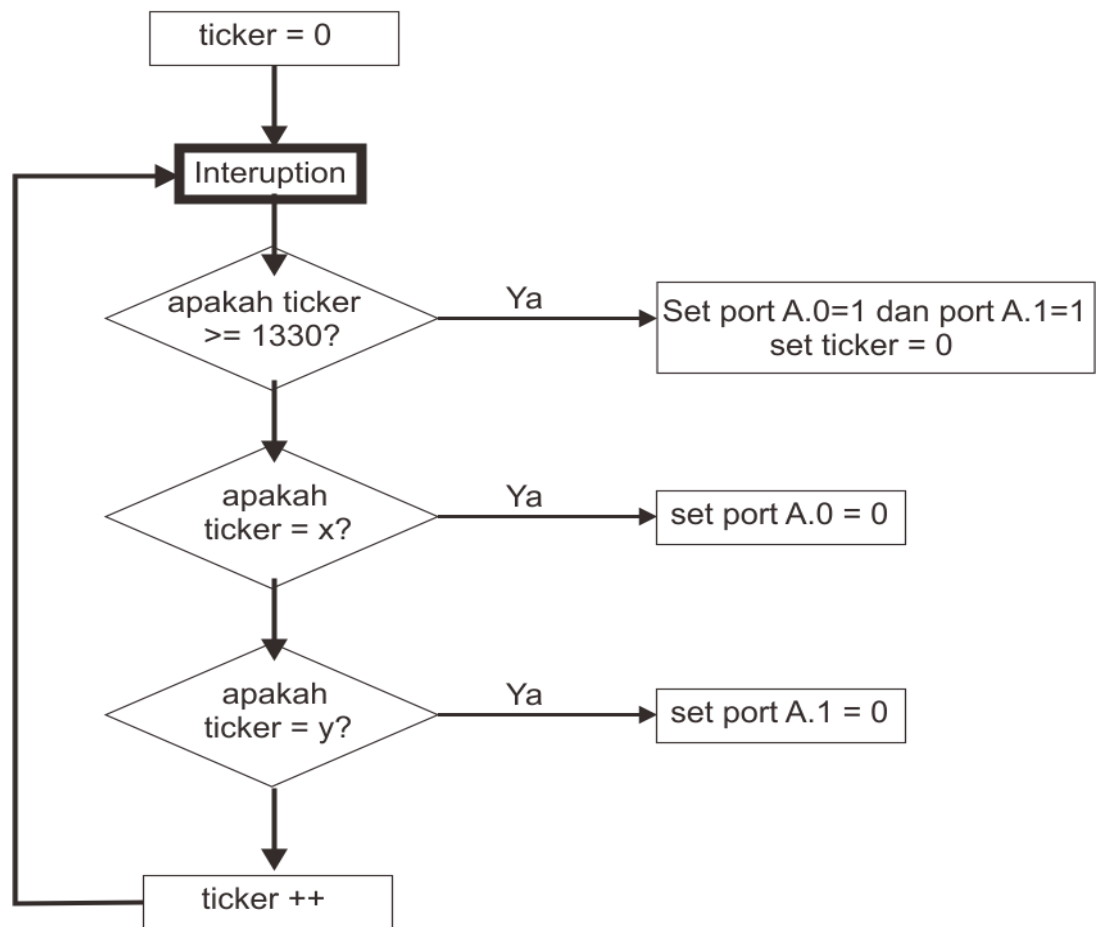 ticker = 0
Interuption
apakah ticker
>= 1330?
Ya
Set port A.0=1 dan port A.1=1
set ticker = 0
apakah
ticker = x?
Ya
set port A.0 = 0
apakah
ticker = y?
Ya
set port A.1 = 0
ticker ++